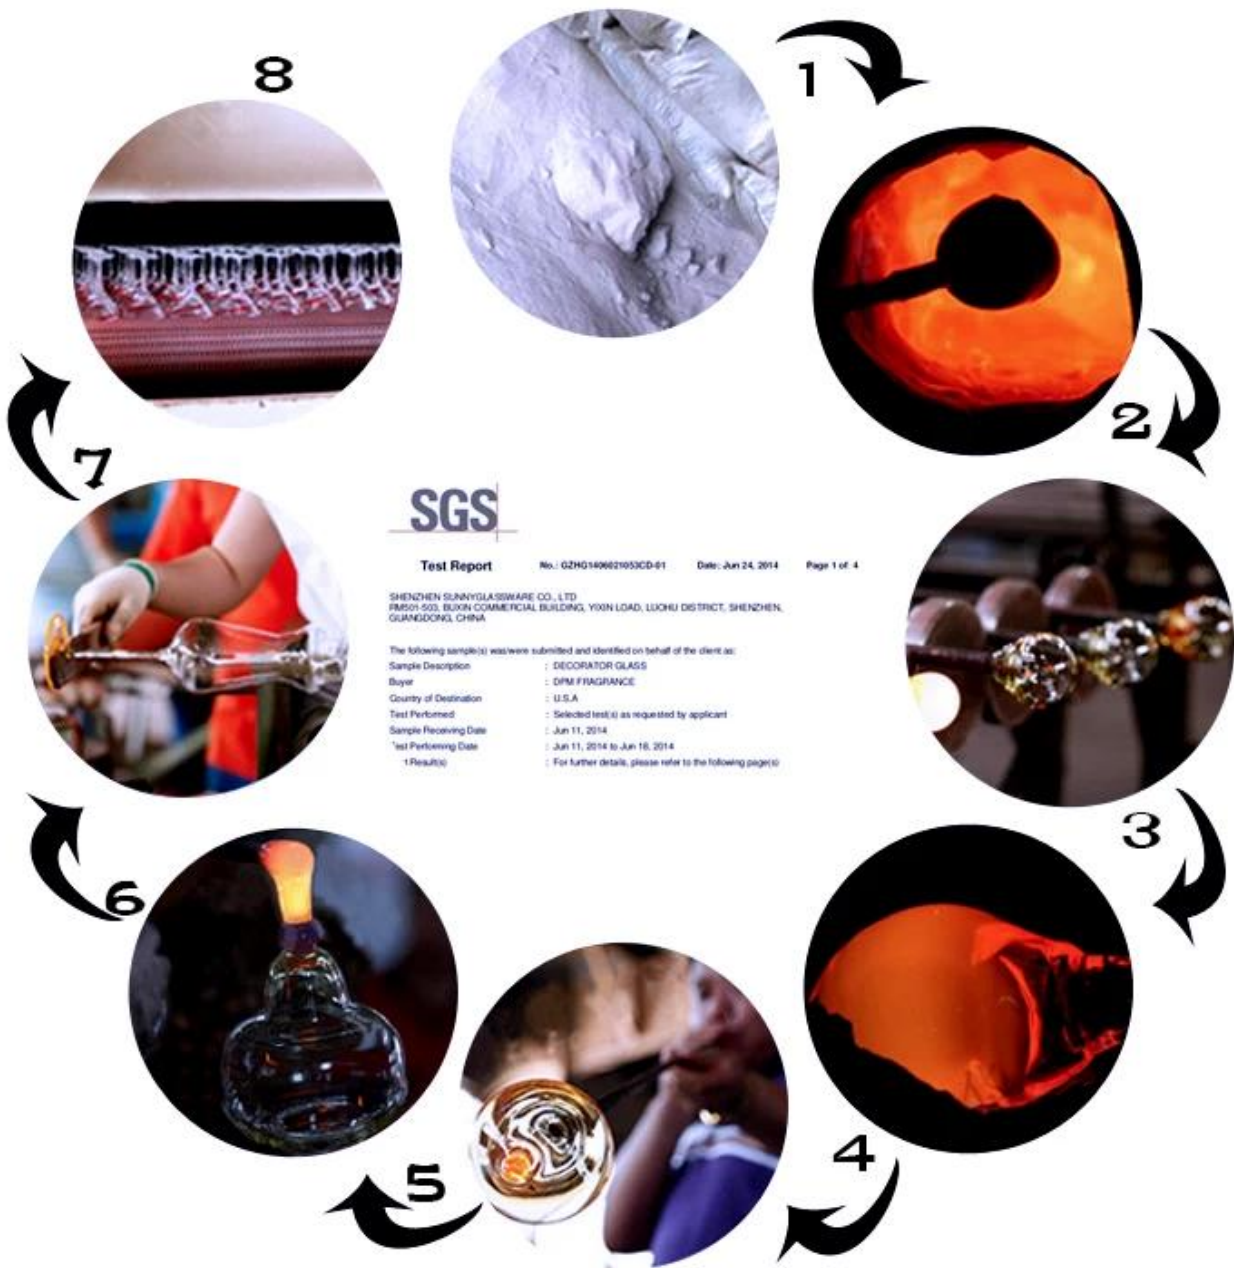 8
1
2
7
SGS
Test Report No.: GZHG1406021053CD-01 Date: Jun 24, 2014 Page 1 of 4
SHENZHEN SUNNYGLASSWARE CO., LTD
RM501-503, BUXIN COMMERCIAL BUILDING, YIXIN LOAD, LUOHU DISTRICT, SHENZHEN,
GUANGDONG, CHINA
The following sample(s) was/were submitted and identified on behalf of the client as:
Sample Description : DECORATOR GLASS
Buyer : DPM FRAGRANCE
Country of Destination : U.S.A
Test Performed : Selected test(s) as requested by applicant
Sample Receiving Date : Jun 11, 2014
Test Performing Date : Jun 11, 2014 to Jun 18, 2014
t Result(s) : For further details, please refer to the following page(s)
3
6
4
5